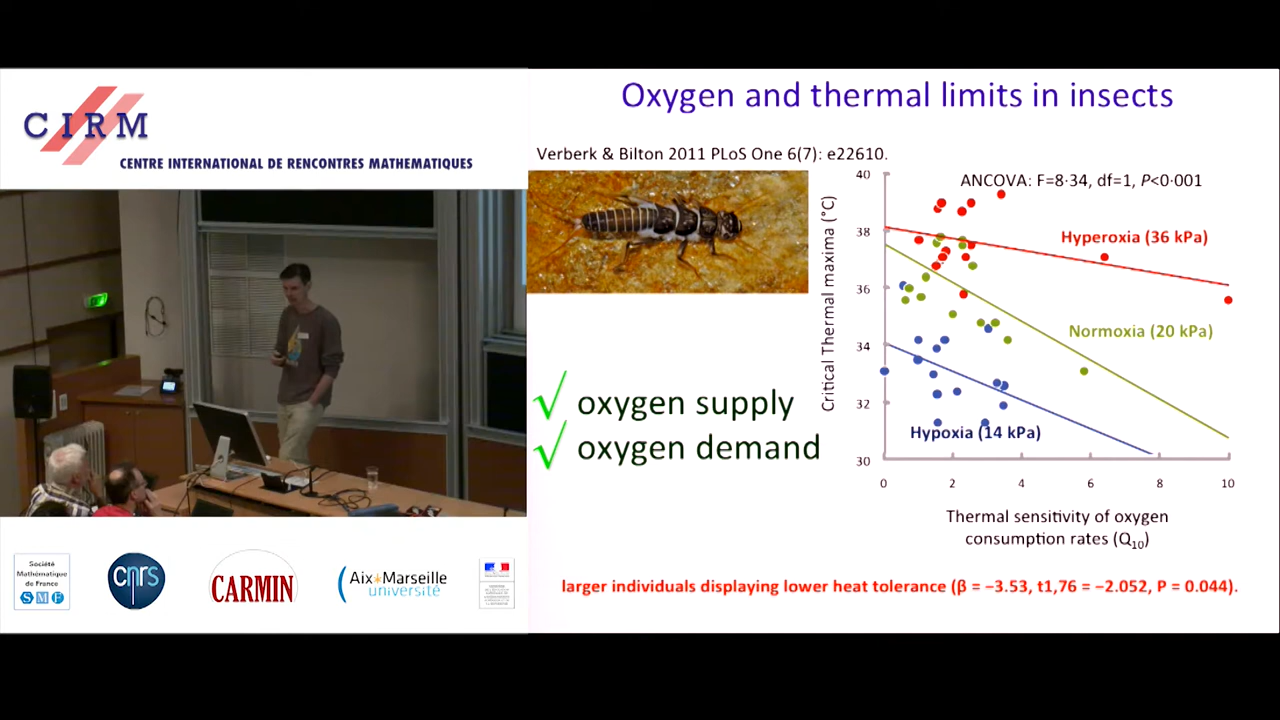 CIRM
CENTRE INTERNATIONAL DE RENCONTRES MATHEMATIQUES
Oxygen and thermal limits in insects
Verberk & Bilton 2011 PLoS One 6(7): e22610.
ANCOVA: F=8·34, df=1, P<0·001
Critical Thermal maxima (°C)
40
38
36
34
32
30
Hyperoxia (36 kPa)
Normoxia (20 kPa)
Hypoxia (14 kPa)
0 2 4 6 8 10
Thermal sensitivity of oxygen
consumption rates (Q10)
√ oxygen supply
√ oxygen demand
larger individuals displaying lower heat tolerance (β = −3.53, t1,76 = −2.052, P = 0.044).
Société
Mathématique
de France
S M F
cnrs
CARMIN
Aix*Marseille
université